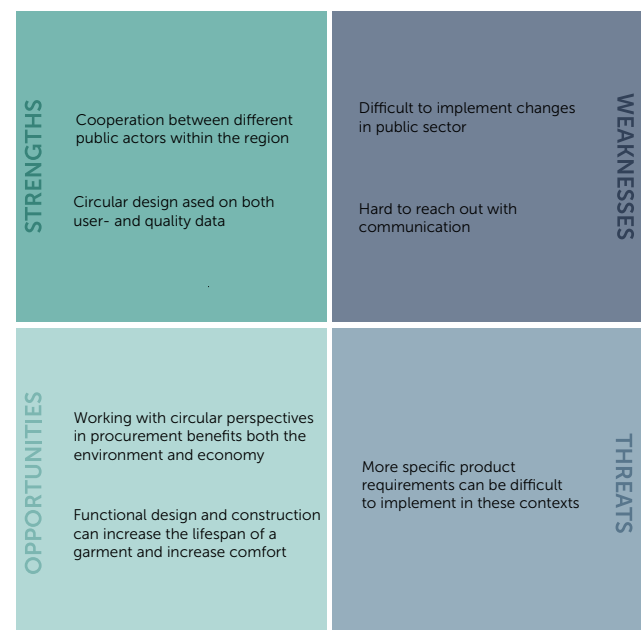 STRENGTHS
Cooperation between different
public actors within the region
Circular design ased on both
user- and quality data
.
WEAKNESSES
Difficult to implement changes
in public sector
Hard to reach out with
communication
OPPORTUNITIES
Working with circular perspectives
in procurement benefits both the
environment and economy
Functional design and construction
can increase the lifespan of a
garment and increase comfort
THREATS
More specific product
requirements can be difficult
to implement in these contexts